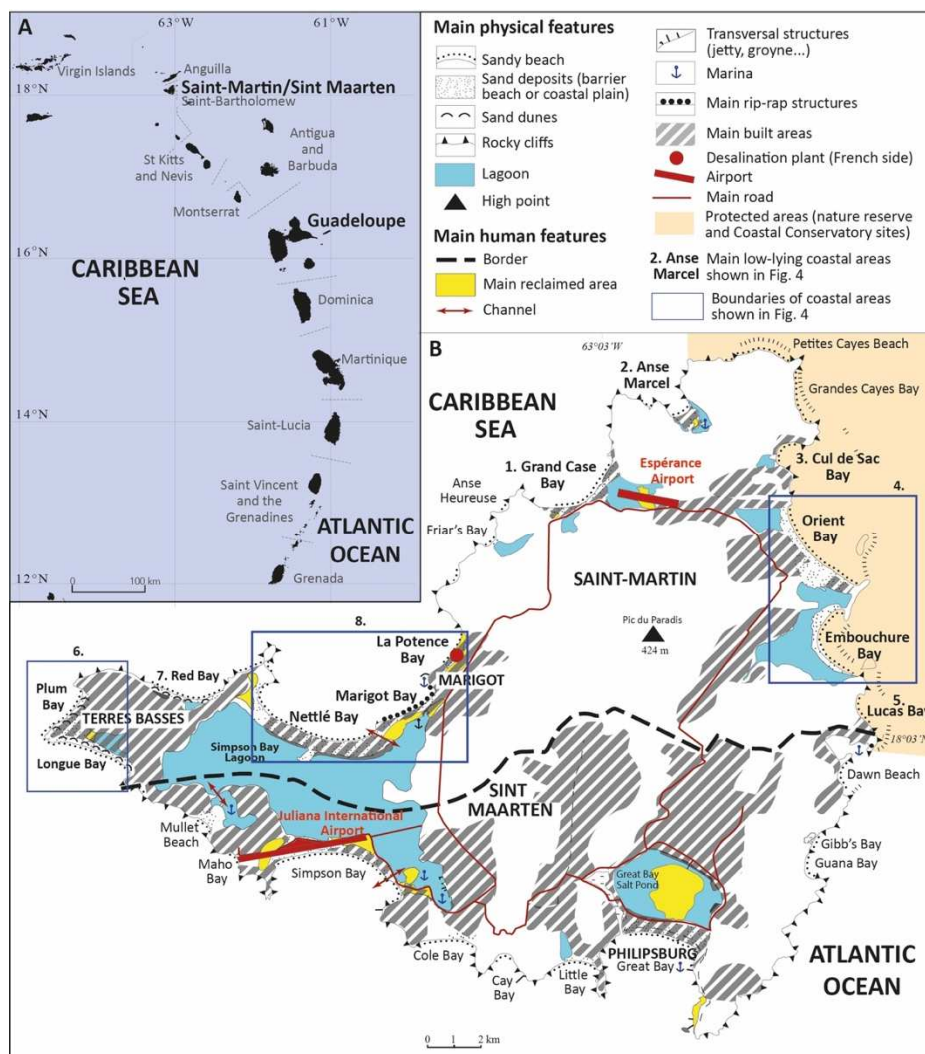 A
63°W
61°W
Virgin Islands
Anguilla
18°N
Saint-Martin/Sint Maarten
Saint-Bartholomew
Antigua
and
Barbuda
St Kitts
and Nevis
Montserrat
Guadeloupe
16°N
CARIBBEAN
SEA
Dominica
Martinique
14°N
Saint-Lucia
Saint Vincent
and the
Grenadines
ATLANTIC
OCEAN
12°N
0 100 km
Grenada
Main physical features
Sandy beach
Sand deposits (barrier
beach or coastal plain)
Sand dunes
Rocky cliffs
Lagoon
High point
Main human features
Border
Main reclaimed area
Channel
Transversal structures
(jetty, groyne...)
Marina
Main rip-rap structures
Main built areas
Desalination plant (French side)
Airport
Main road
Protected areas (nature reserve
and Coastal Conservatory sites)
2. Anse
Marcel
Main low-lying coastal areas
shown in Fig. 4
Boundaries of coastal areas
shown in Fig. 4
B
63°03'W
Petites Cayes Beach
2. Anse
Marcel
CARIBBEAN
SEA
Grandes Cayes Bay
1. Grand Case
Bay
Espérance
Airport
3. Cul de Sac
Bay
Anse
Heureuse
4.
Friar's Bay
Orient
Bay
SAINT-MARTIN
Pic du Paradis
424 m
8.
La Potence
Bay
Embouchure
Bay
6.
MARIGOT
7. Red Bay
Plum
Bay
Marigot Bay
5.
Lucas Bay
TERRES BASSES
Nettlé Bay
18°03'N
Longue Bay
Simpson Bay
Lagoon
Dawn Beach
SINT
MAARTEN
Juliana International
Airport
Mullet
Beach
Gibb's Bay
Guana Bay
Maho
Bay
Simpson Bay
Great Bay
Salt Pond
Cole Bay
PHILIPSBURG
Great Bay
ATLANTIC
OCEAN
Cay
Bay
Little
Bay
0 1 2 km